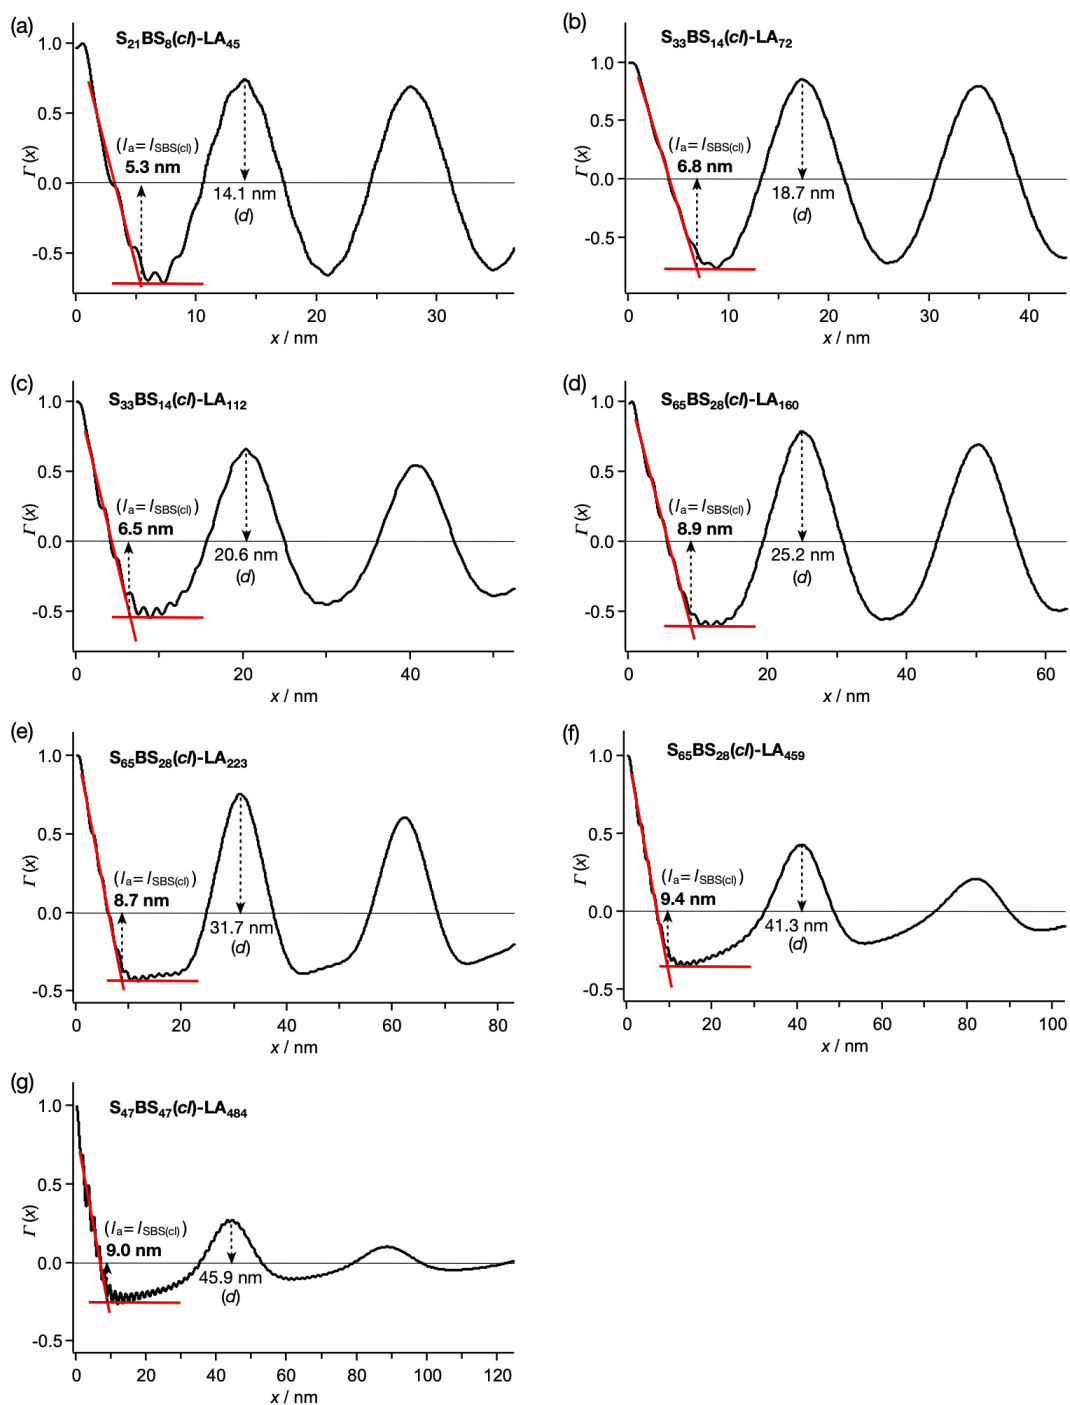 (a)
S21BS8(cl)-LA45
1.0
0.5
0.0
-0.5
Γ(x)
(la= lSBS(cl))
5.3 nm
14.1 nm
(d)
0 10 20 30
x / nm
(b)
S33BS14(cl)-LA72
1.0
0.5
0.0
-0.5
Γ(x)
(la= lSBS(cl))
6.8 nm
18.7 nm
(d)
0 10 20 30 40
x / nm
(c)
S33BS14(cl)-LA112
1.0
0.5
0.0
-0.5
Γ(x)
(la= lSBS(cl))
6.5 nm
20.6 nm
(d)
0 20 40
x / nm
(d)
S65BS28(cl)-LA160
1.0
0.5
0.0
-0.5
Γ(x)
(la= lSBS(cl))
8.9 nm
25.2 nm
(d)
0 20 40 60
x / nm
(e)
S65BS28(cl)-LA223
1.0
0.5
0.0
-0.5
Γ(x)
(la= lSBS(cl))
8.7 nm
31.7 nm
(d)
0 20 40 60 80
x / nm
(f)
S65BS28(cl)-LA459
1.0
0.5
0.0
-0.5
Γ(x)
(la= lSBS(cl))
9.4 nm
41.3 nm
(d)
0 20 40 60 80 100
x / nm
(g)
S47BS47(cl)-LA484
1.0
0.5
0.0
-0.5
Γ(x)
(la= lSBS(cl))
9.0 nm
45.9 nm
(d)
0 20 40 60 80 100 120
x / nm